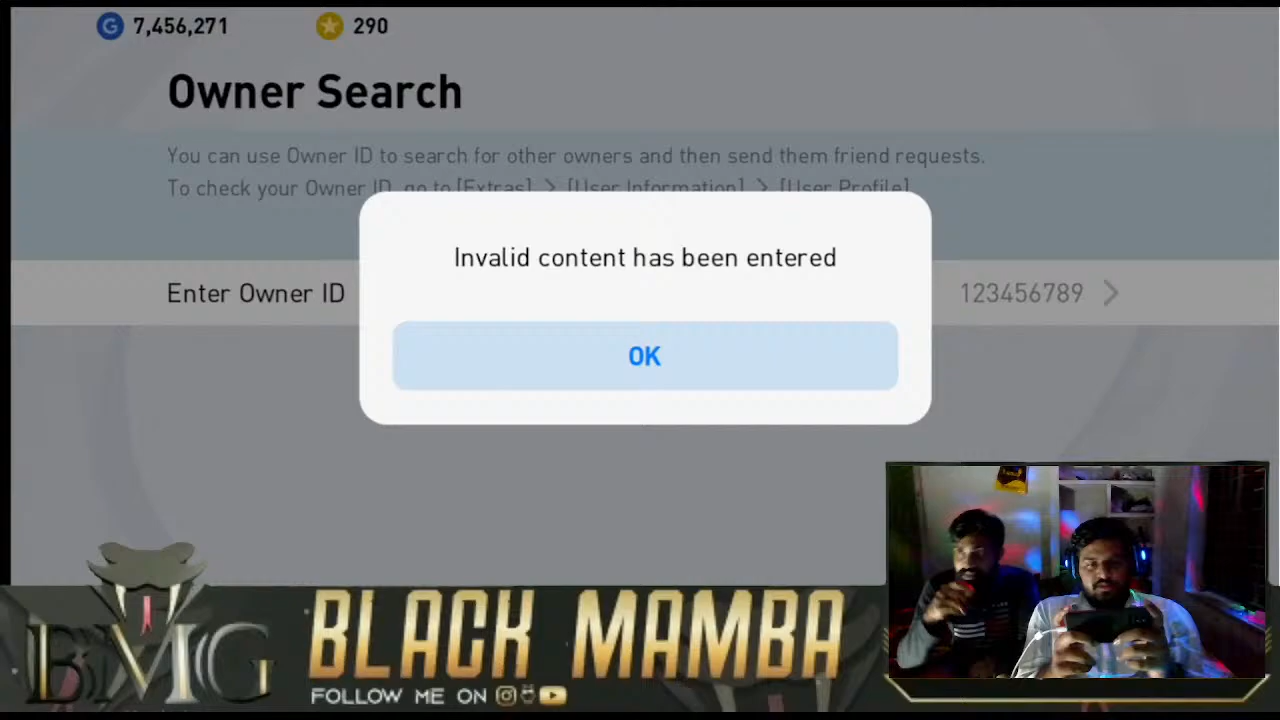 G 7,456,271 290
Owner Search
You can use Owner ID to search for other owners and then send them friend requests.
To check your Owner ID, go to [Extras] > [User Information] > [User Profile]
Invalid content has been entered
Enter Owner ID 123456789 >
OK
BMG
BLACK MAMBA
FOLLOW ME ON